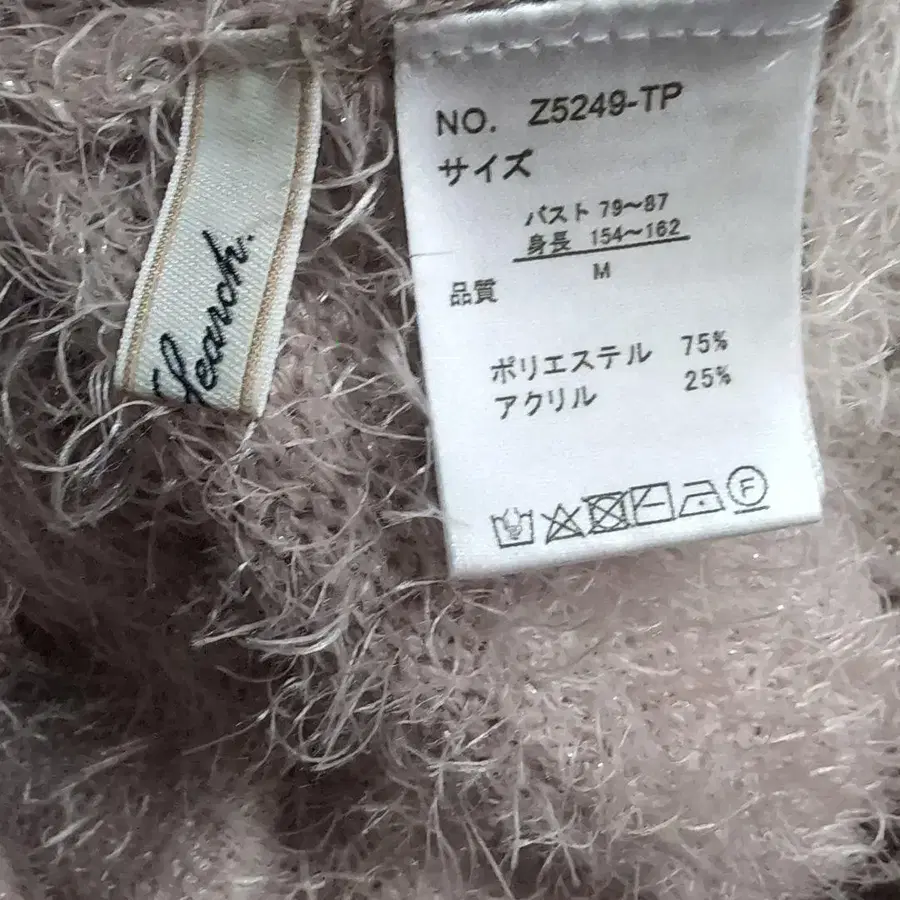 Search.
NO. Z5249-TP
サイズ
バスト 79～87
身長 154～162
M
品質
ポリエステル 75%
アクリル 25%
F